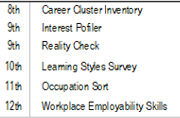 8th Career Cluster Inventory
9th Interest Pofiler
9th Reality Check
10th Learning Styles Survey
11th Occupation Sort
12th Workplace Employability Skills